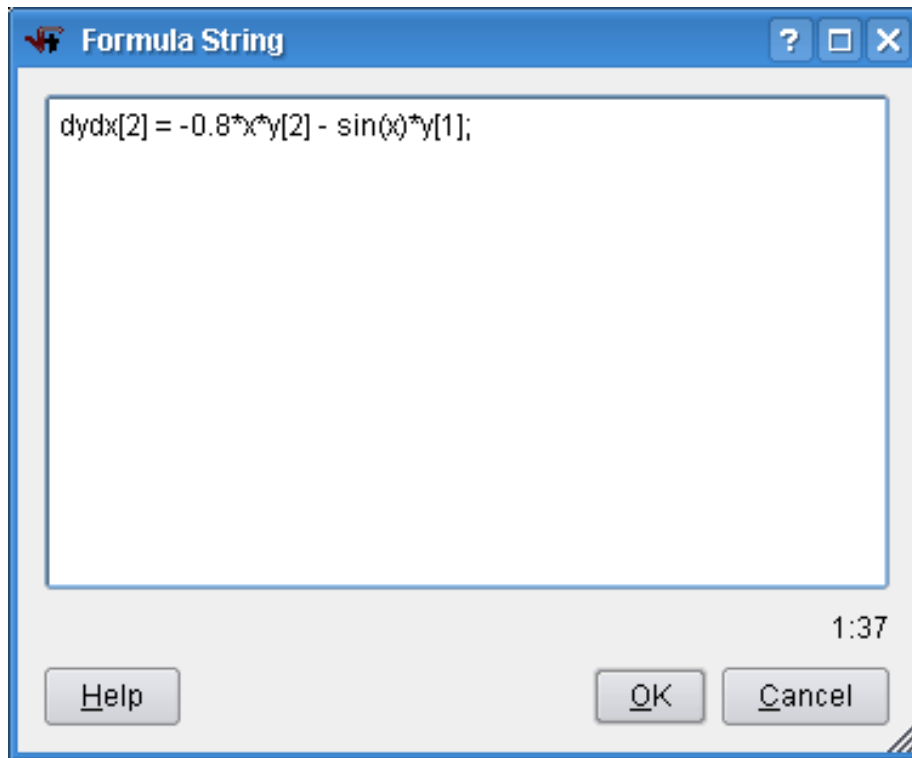 Formula String
?
dydx[2] = -0.8*x*y[2] - sin(x)*y[1];
1:37
Help
OK
Cancel